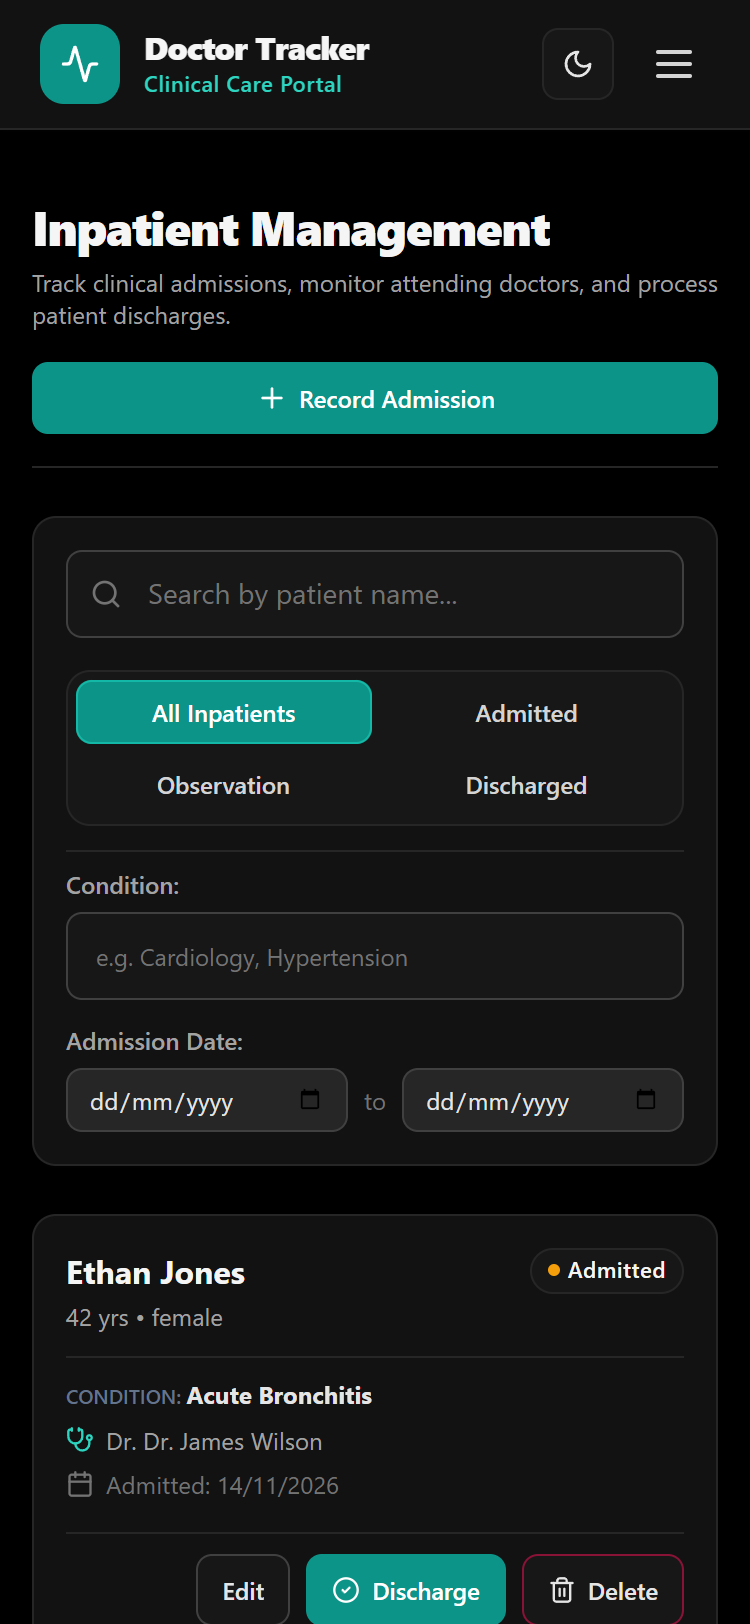 Doctor Tracker
Clinical Care Portal
Inpatient Management
Track clinical admissions, monitor attending doctors, and process
patient discharges.
Record Admission
Search by patient name...
All Inpatients
Admitted
Observation
Discharged
Condition:
e.g. Cardiology, Hypertension
Admission Date:
dd/mm/yyyy to dd/mm/yyyy
Ethan Jones
Admitted
42 yrs • female
CONDITION: Acute Bronchitis
Dr. Dr. James Wilson
Admitted: 14/11/2026
Edit
Discharge
Delete